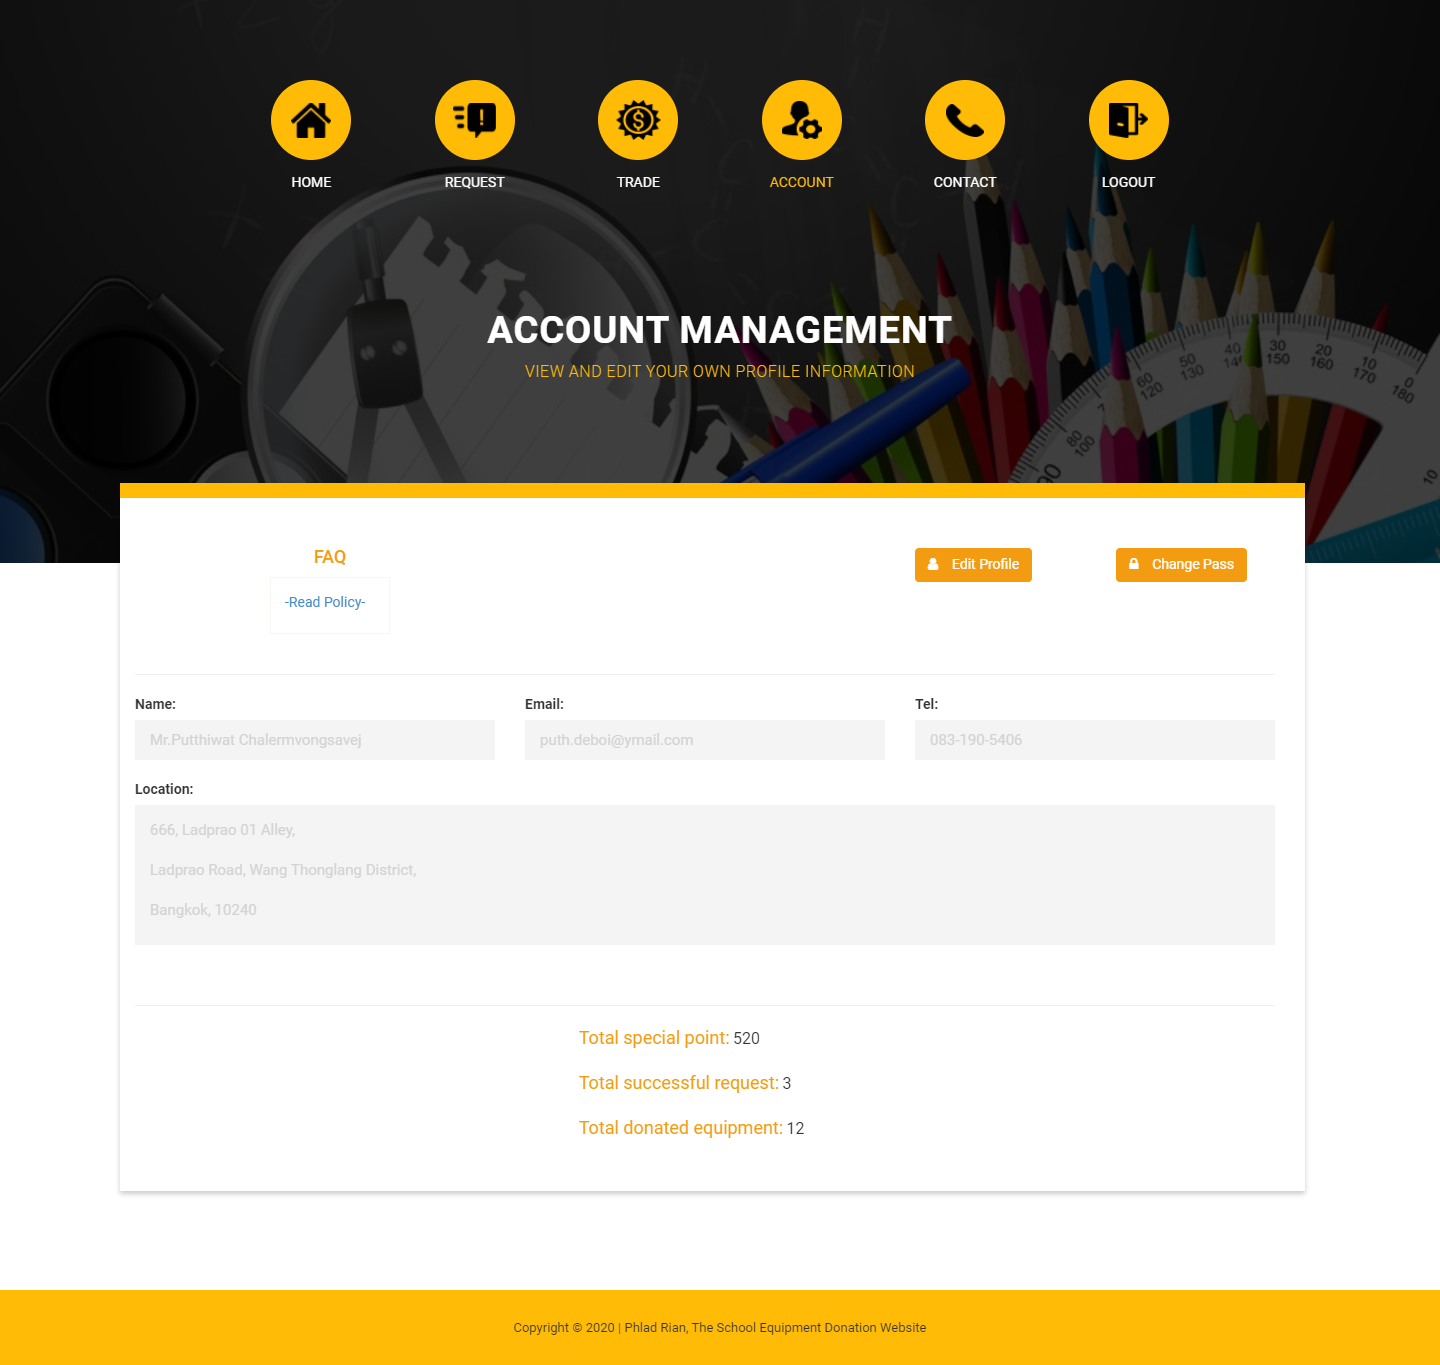 HOME
REQUEST
TRADE
ACCOUNT
CONTACT
LOGOUT
ACCOUNT MANAGEMENT
VIEW AND EDIT YOUR OWN PROFILE INFORMATION
FAQ
-Read Policy-
Edit Profile
Change Pass
Name:
Mr.Putthiwat Chalermvongsavej
Email:
puth.deboi@ymail.com
Tel:
083-190-5406
Location:
666, Ladprao 01 Alley,
Ladprao Road, Wang Thonglang District,
Bangkok, 10240
Total special point: 520
Total successful request: 3
Total donated equipment: 12
Copyright © 2020 | Phlad Rian, The School Equipment Donation Website